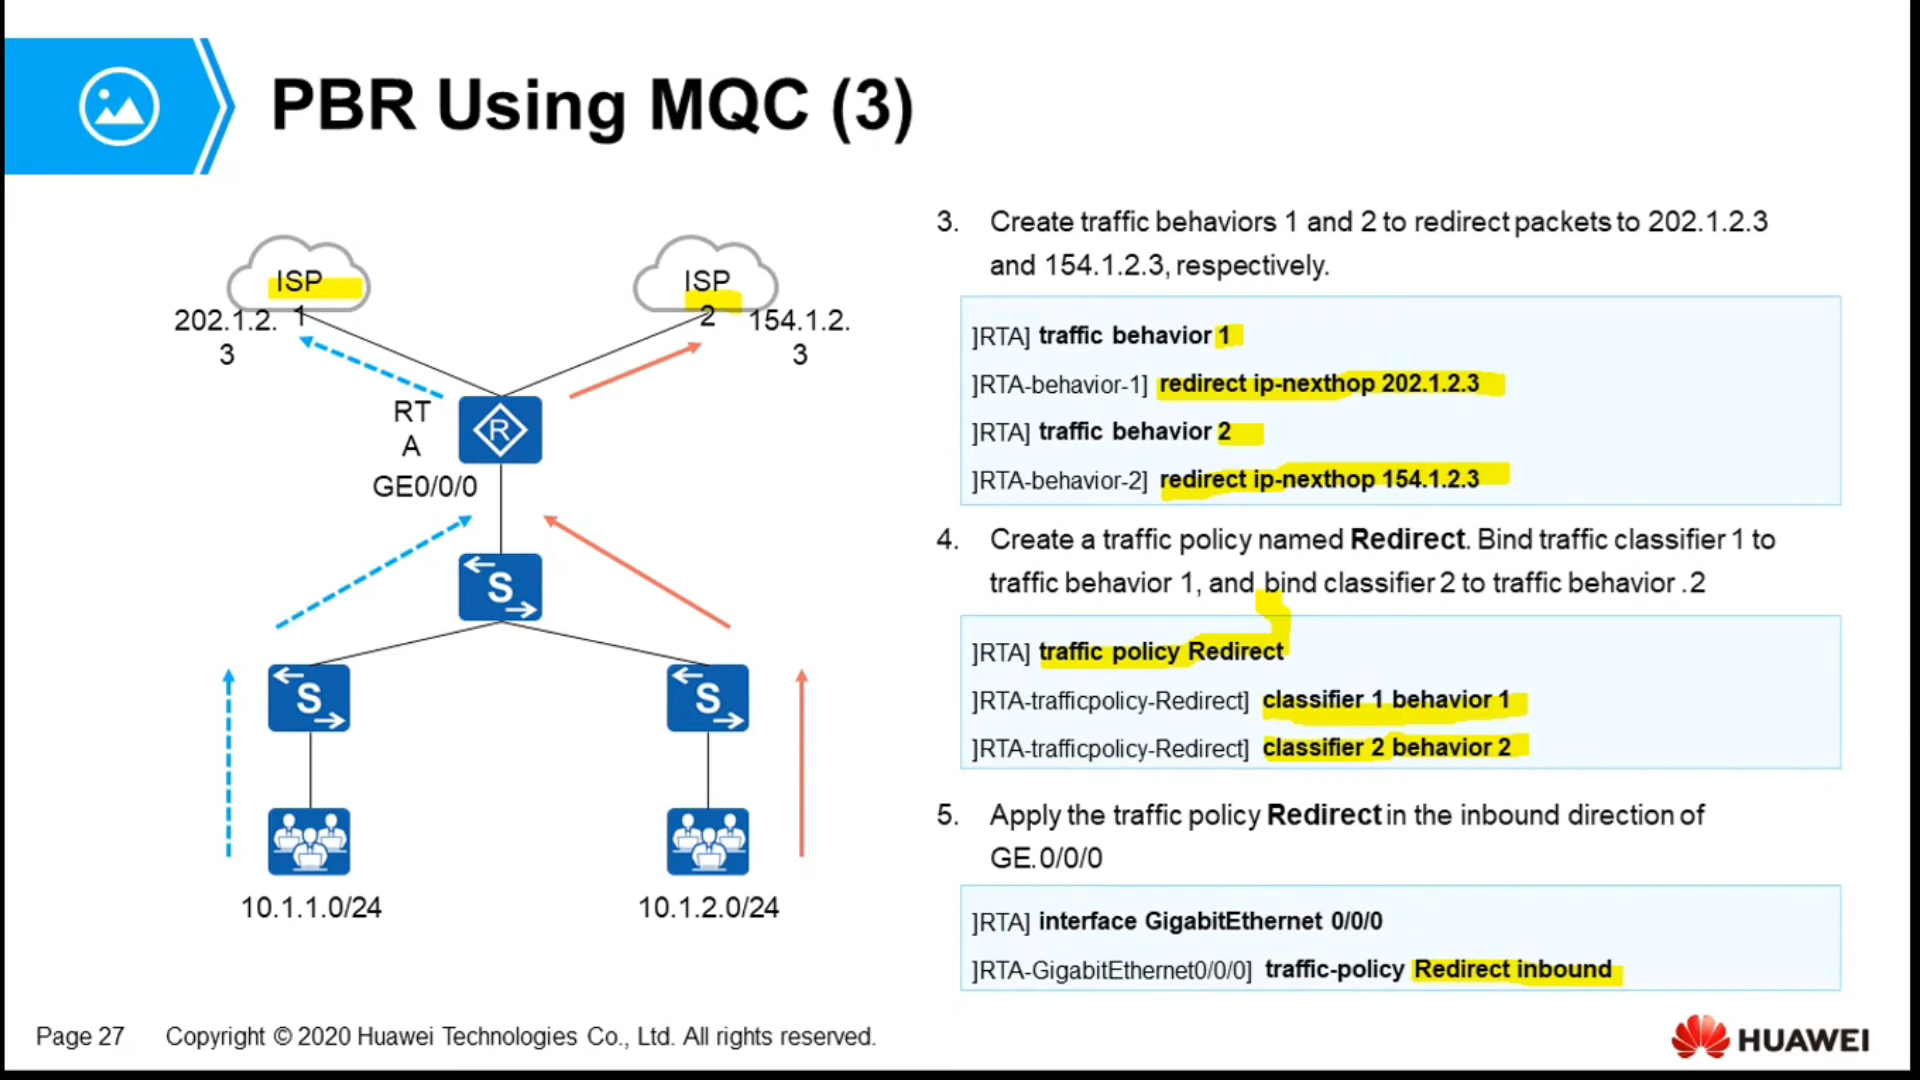 PBR Using MQC (3)
ISP
1
202.1.2.
3
ISP
2
154.1.2.
3
RT
A
R
GE0/0/0
S
S
S
10.1.1.0/24
10.1.2.0/24
3. Create traffic behaviors 1 and 2 to redirect packets to 202.1.2.3
and 154.1.2.3, respectively.
]RTA] traffic behavior 1
]RTA-behavior-1] redirect ip-nexthop 202.1.2.3
]RTA] traffic behavior 2
]RTA-behavior-2] redirect ip-nexthop 154.1.2.3
4. Create a traffic policy named Redirect. Bind traffic classifier 1 to
traffic behavior 1, and bind classifier 2 to traffic behavior .2
]RTA] traffic policy Redirect
]RTA-trafficpolicy-Redirect] classifier 1 behavior 1
]RTA-trafficpolicy-Redirect] classifier 2 behavior 2
5. Apply the traffic policy Redirect in the inbound direction of
GE.0/0/0
]RTA] interface GigabitEthernet 0/0/0
]RTA-GigabitEthernet0/0/0] traffic-policy Redirect inbound
Page 27 Copyright © 2020 Huawei Technologies Co., Ltd. All rights reserved.
HUAWEI